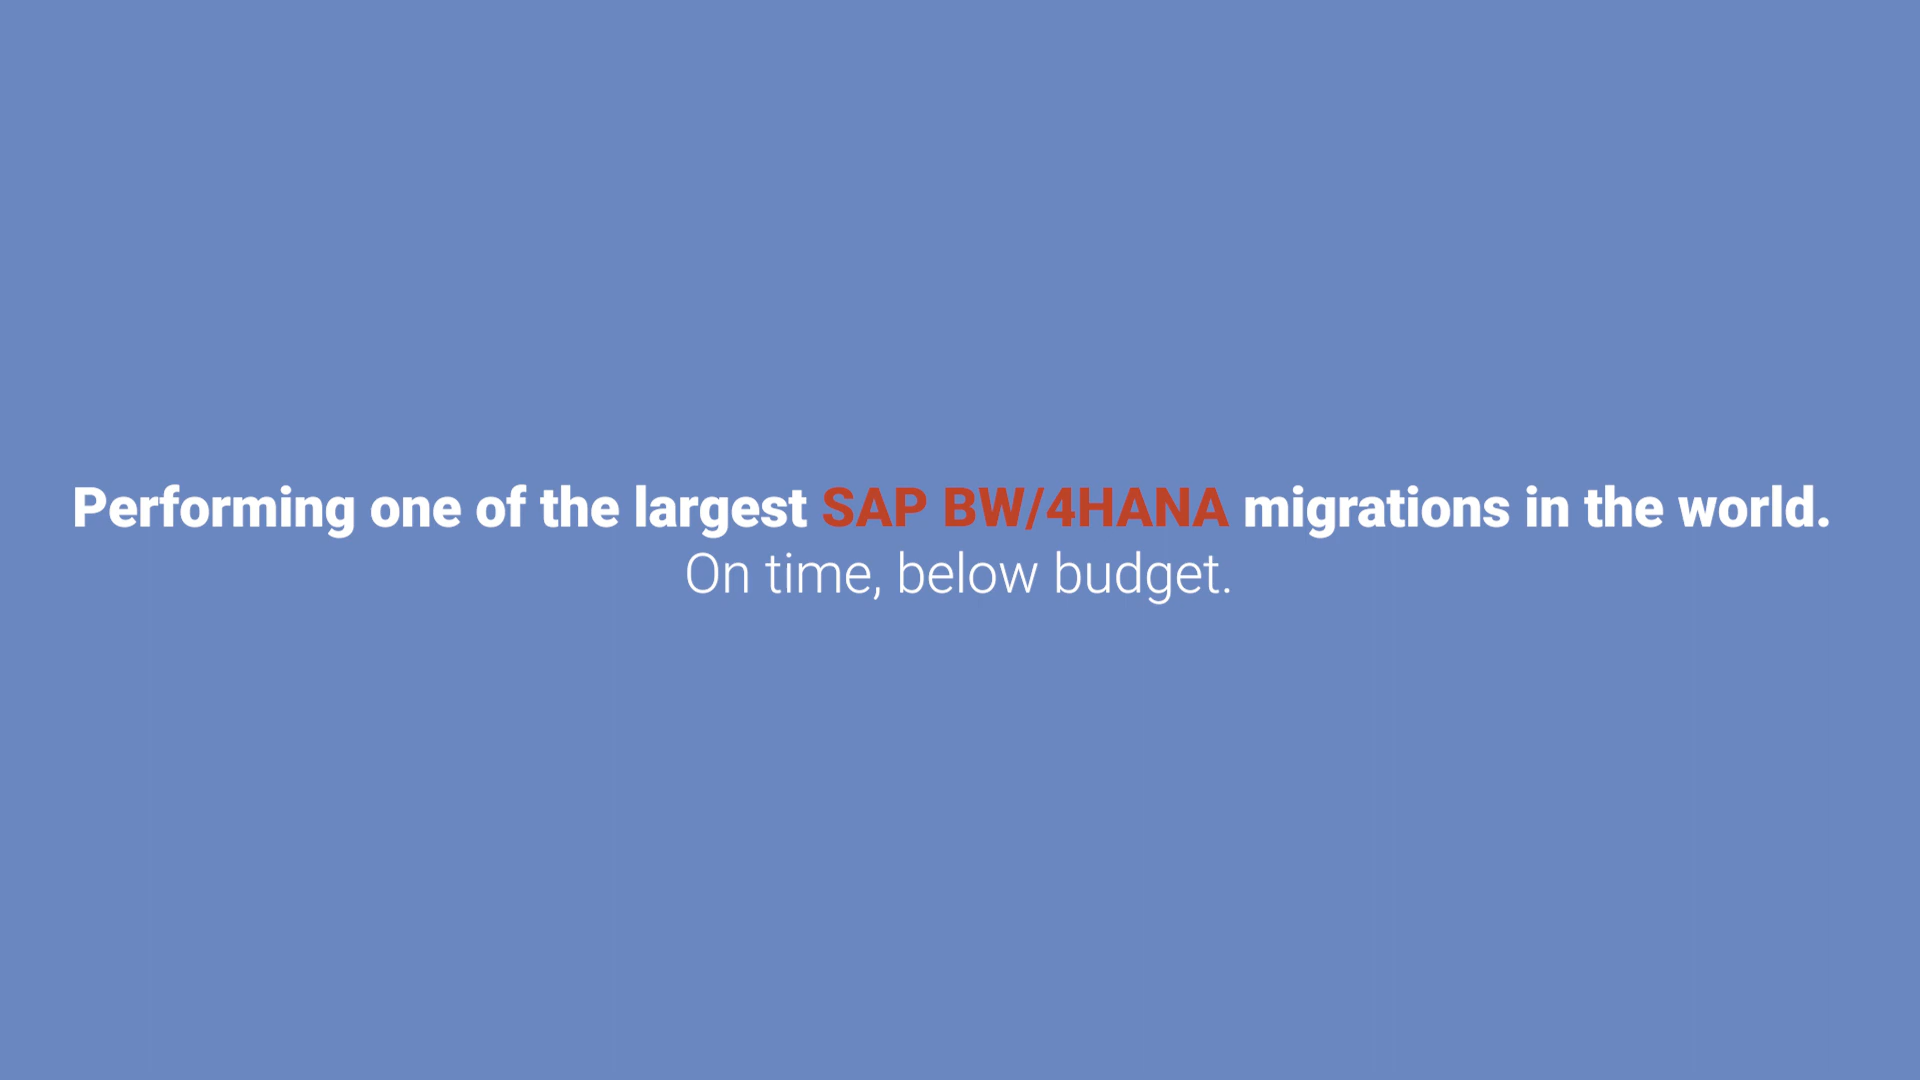 Performing one of the largest SAP BW/4HANA migrations in the world.
On time, below budget.